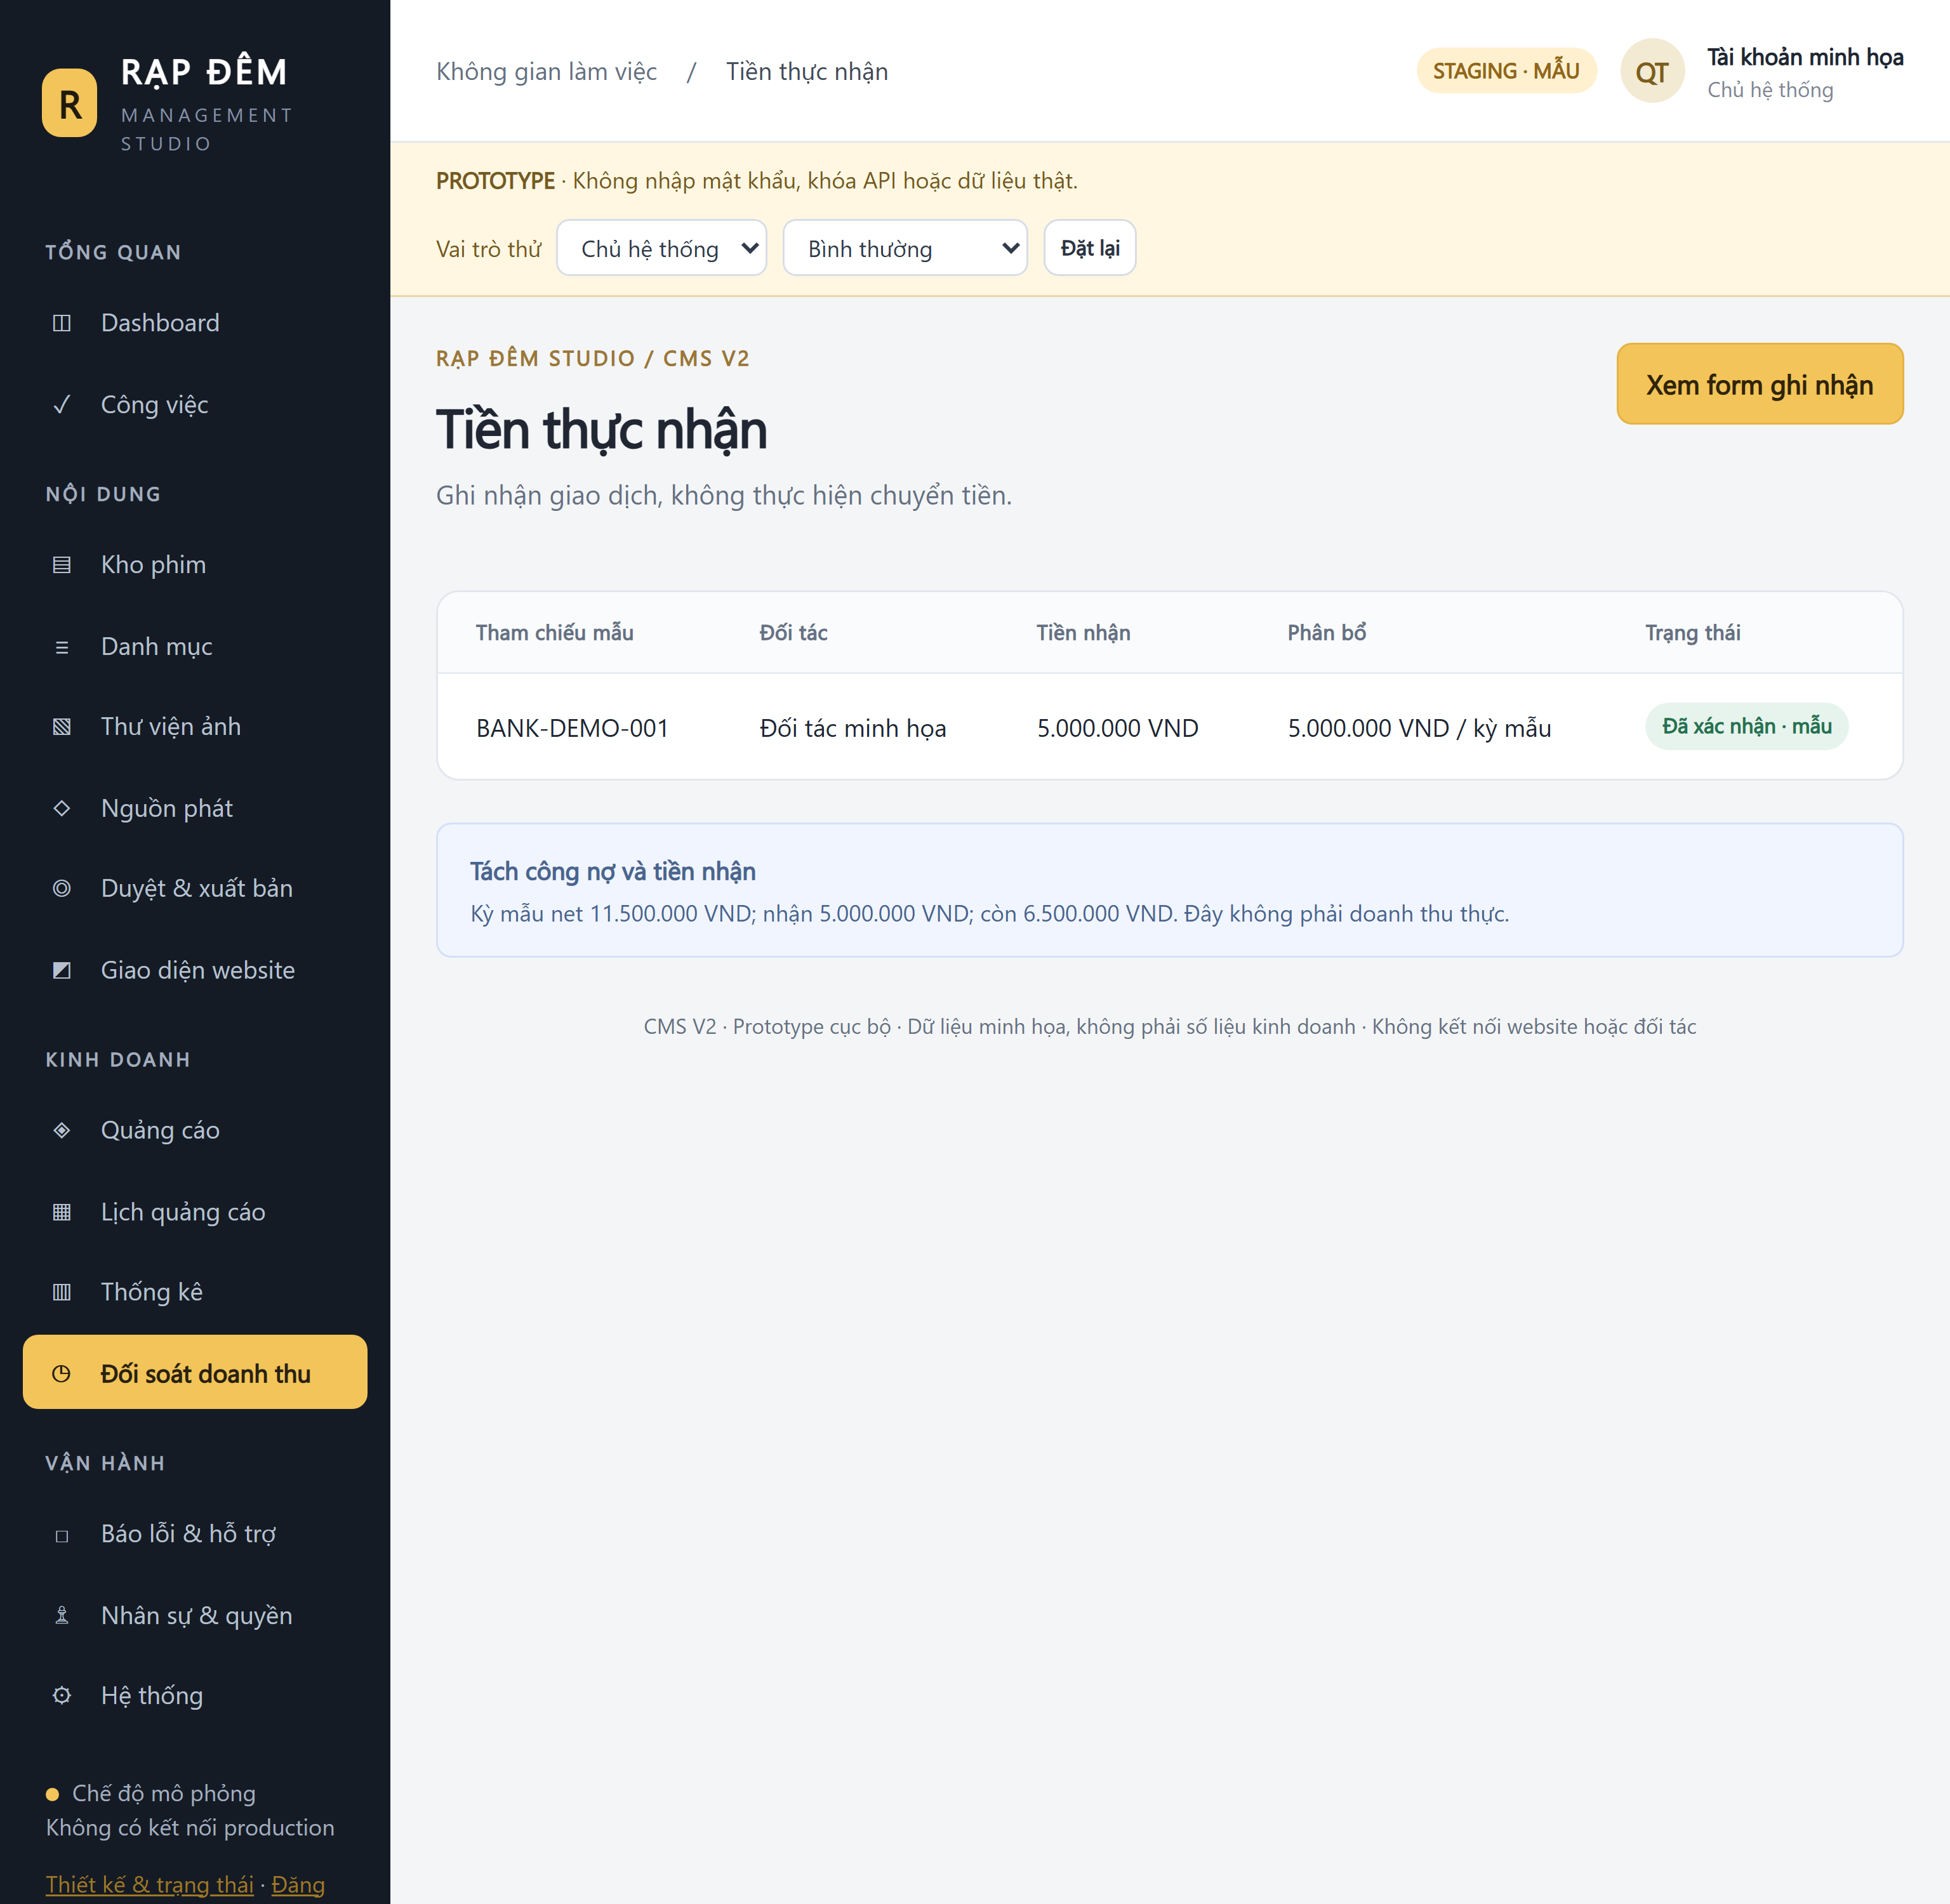 R
RẠP ĐÊM
MANAGEMENT
STUDIO
TỔNG QUAN
Dashboard
Công việc
NỘI DUNG
Kho phim
Danh mục
Thư viện ảnh
Nguồn phát
Duyệt & xuất bản
Giao diện website
KINH DOANH
Quảng cáo
Lịch quảng cáo
Thống kê
Đối soát doanh thu
VẬN HÀNH
Báo lỗi & hỗ trợ
Nhân sự & quyền
Hệ thống
Chế độ mô phỏng
Không có kết nối production
Thiết kế & trạng thái · Đăng
Không gian làm việc / Tiền thực nhận
STAGING · MẪU
QT
Tài khoản minh họa
Chủ hệ thống
PROTOTYPE · Không nhập mật khẩu, khóa API hoặc dữ liệu thật.
Vai trò thử Chủ hệ thống Bình thường Đặt lại
RẠP ĐÊM STUDIO / CMS V2
Tiền thực nhận
Ghi nhận giao dịch, không thực hiện chuyển tiền.
Xem form ghi nhận
Tham chiếu mẫu Đối tác Tiền nhận Phân bổ Trạng thái
BANK-DEMO-001 Đối tác minh họa 5.000.000 VND 5.000.000 VND / kỳ mẫu Đã xác nhận · mẫu
Tách công nợ và tiền nhận
Kỳ mẫu net 11.500.000 VND; nhận 5.000.000 VND; còn 6.500.000 VND. Đây không phải doanh thu thực.
CMS V2 · Prototype cục bộ · Dữ liệu minh họa, không phải số liệu kinh doanh · Không kết nối website hoặc đối tác